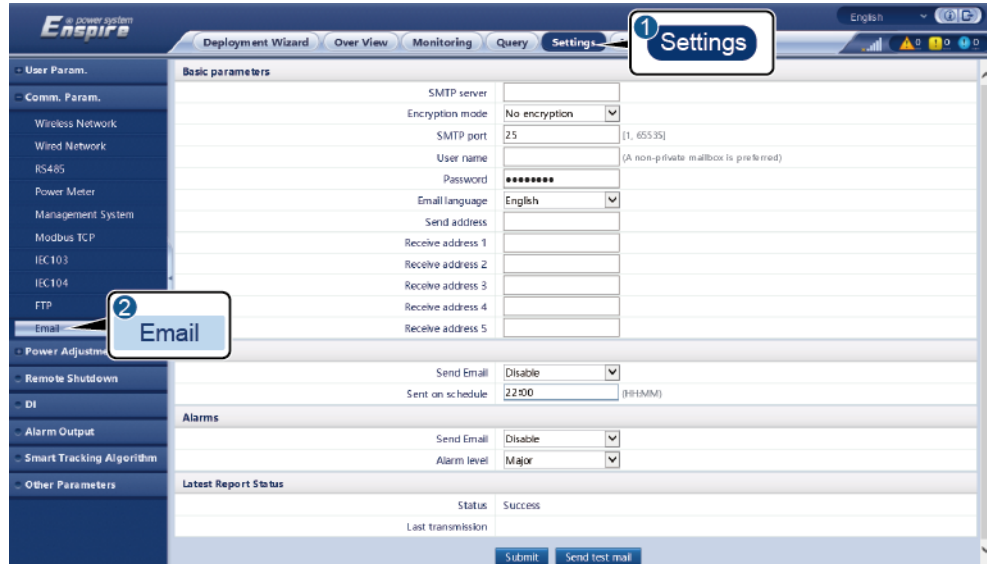 power system
Enspire
English
Deployment Wizard Over View Monitoring Query Settings
1 Settings
0 0 0
User Param.
Comm. Param.
Wireless Network
Wired Network
RS485
Power Meter
Management System
Modbus TCP
IEC103
IEC104
FTP
Email
2 Email
Power Adjustme
Remote Shutdown
DI
Alarm Output
Smart Tracking Algorithm
Other Parameters
Basic parameters
SMTP server
Encryption mode No encryption
SMTP port 25 [1, 65535]
User name (A non-private mailbox is preferred)
Password ••••••••
Email language English
Send address
Receive address 1
Receive address 2
Receive address 3
Receive address 4
Receive address 5
Send Email Disable
Sent on schedule 22:00 (HH:MM)
Alarms
Send Email Disable
Alarm level Major
Latest Report Status
Status Success
Last transmission
Submit Send test mail